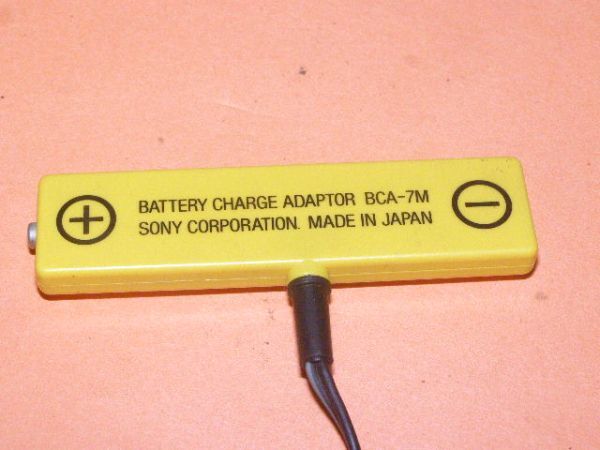 BATTERY CHARGE ADAPTOR BCA-7M
SONY CORPORATION. MADE IN JAPAN